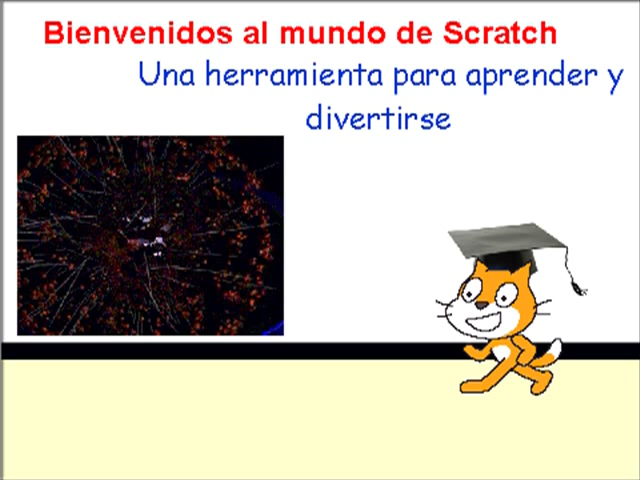 Bienvenidos al mundo de Scratch
Una herramienta para aprender y
divertirse